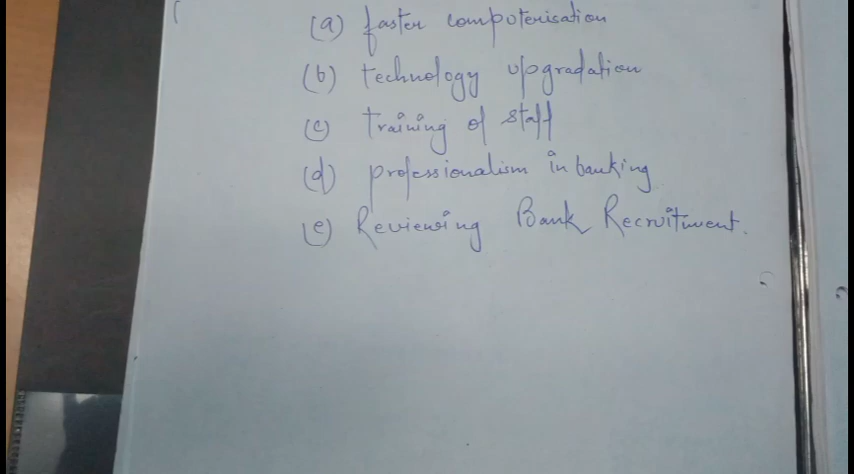 (a) faster computerisation
(b) technology upgradation
(c) training of staff
(d) professionalism in banking
(e) Reviewing Bank Recruitment.